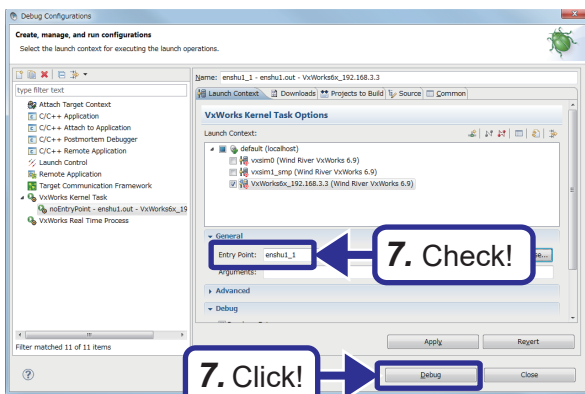 Debug Configurations
Create, manage, and run configurations
Select the launch context for executing the launch operations.
type filter text
Attach Target Context
C/C++ Application
C/C++ Attach to Application
C/C++ Postmortem Debugger
C/C++ Remote Application
Launch Control
Remote Application
Target Communication Framework
VxWorks Kernel Task
noEntryPoint - enshu1.out - VxWorks6x_19
VxWorks Real Time Process
Filter matched 11 of 11 items
Name: enshu1_1 - enshu1.out - VxWorks6x_192.168.3.3
Launch Context Downloads Projects to Build Source Common
VxWorks Kernel Task Options
Launch Context:
default (localhost)
vxsim0 (Wind River VxWorks 6.9)
vxsim1_smp (Wind River VxWorks 6.9)
VxWorks6x_192.168.3.3 (Wind River VxWorks 6.9)
General
Entry Point: enshu1_1
7. Check!
Arguments:
Advanced
Debug
Apply Revert
7. Click!
Debug Close